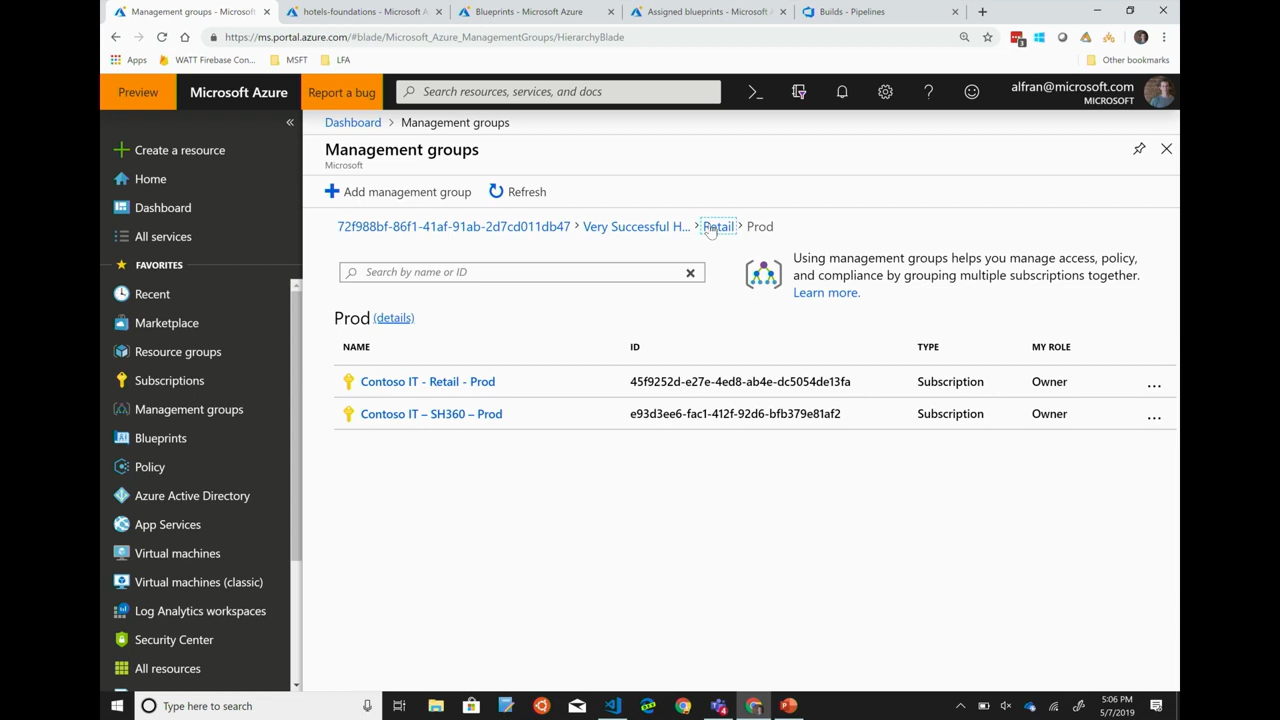 Management groups - Microsoft
hotels-foundations - Microsoft A
Blueprints - Microsoft Azure
Assigned blueprints - Microsoft A
Builds - Pipelines
https://ms.portal.azure.com/#blade/Microsoft_Azure_ManagementGroups/HierarchyBlade
Apps
WATT Firebase Con...
MSFT
LFA
Other bookmarks
Preview
Microsoft Azure
Report a bug
Search resources, services, and docs
alfran@microsoft.com
MICROSOFT
Create a resource
Home
Dashboard
All services
FAVORITES
Recent
Marketplace
Resource groups
Subscriptions
Management groups
Blueprints
Policy
Azure Active Directory
App Services
Virtual machines
Virtual machines (classic)
Log Analytics workspaces
Security Center
All resources
Dashboard > Management groups
Management groups
Microsoft
Add management group
Refresh
72f988bf-86f1-41af-91ab-2d7cd011db47 > Very Successful H... > Retail > Prod
Search by name or ID
Using management groups helps you manage access, policy,
and compliance by grouping multiple subscriptions together.
Learn more.
Prod (details)
NAME ID TYPE MY ROLE
Contoso IT - Retail - Prod 45f9252d-e27e-4ed8-ab4e-dc5054de13fa Subscription Owner ...
Contoso IT – SH360 – Prod e93d3ee6-fac1-412f-92d6-bfb379e81af2 Subscription Owner ...
Type here to search
5:06 PM
5/7/2019